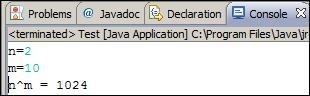 Problems @ Javadoc Declaration Console
<terminated> Test [Java Application] C:\Program Files\Java\jr
n=2
m=10
n^m = 1024